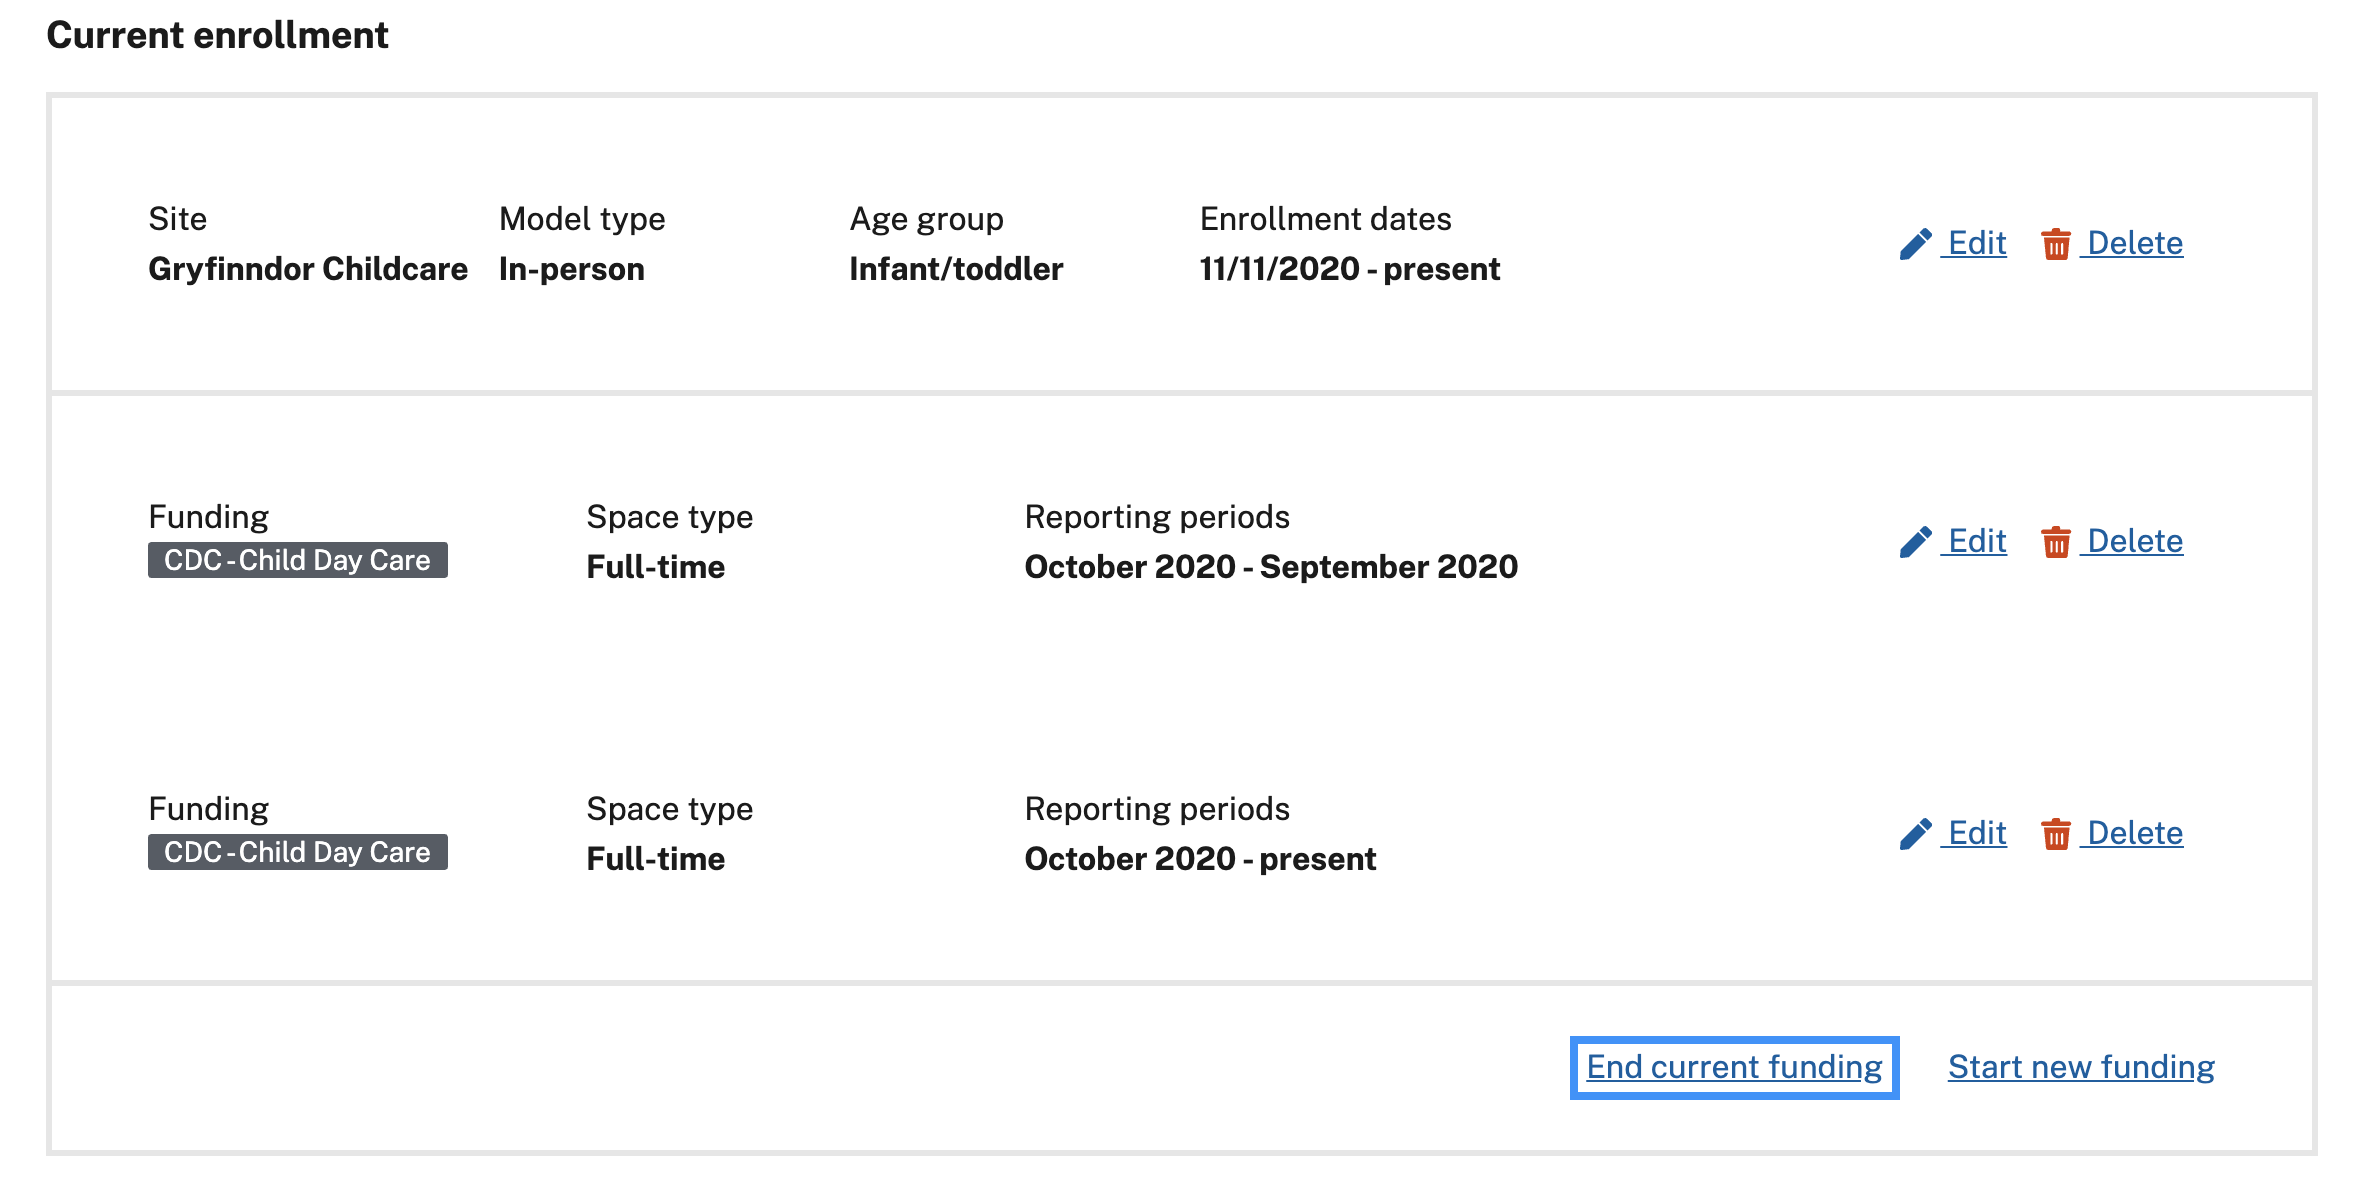 Current enrollment
Site Model type Age group Enrollment dates
Gryfinndor Childcare In-person Infant/toddler 11/11/2020 - present
Edit Delete
Funding Space type Reporting periods
CDC - Child Day Care Full-time October 2020 - September 2020
Edit Delete
Funding Space type Reporting periods
CDC - Child Day Care Full-time October 2020 - present
Edit Delete
End current funding Start new funding